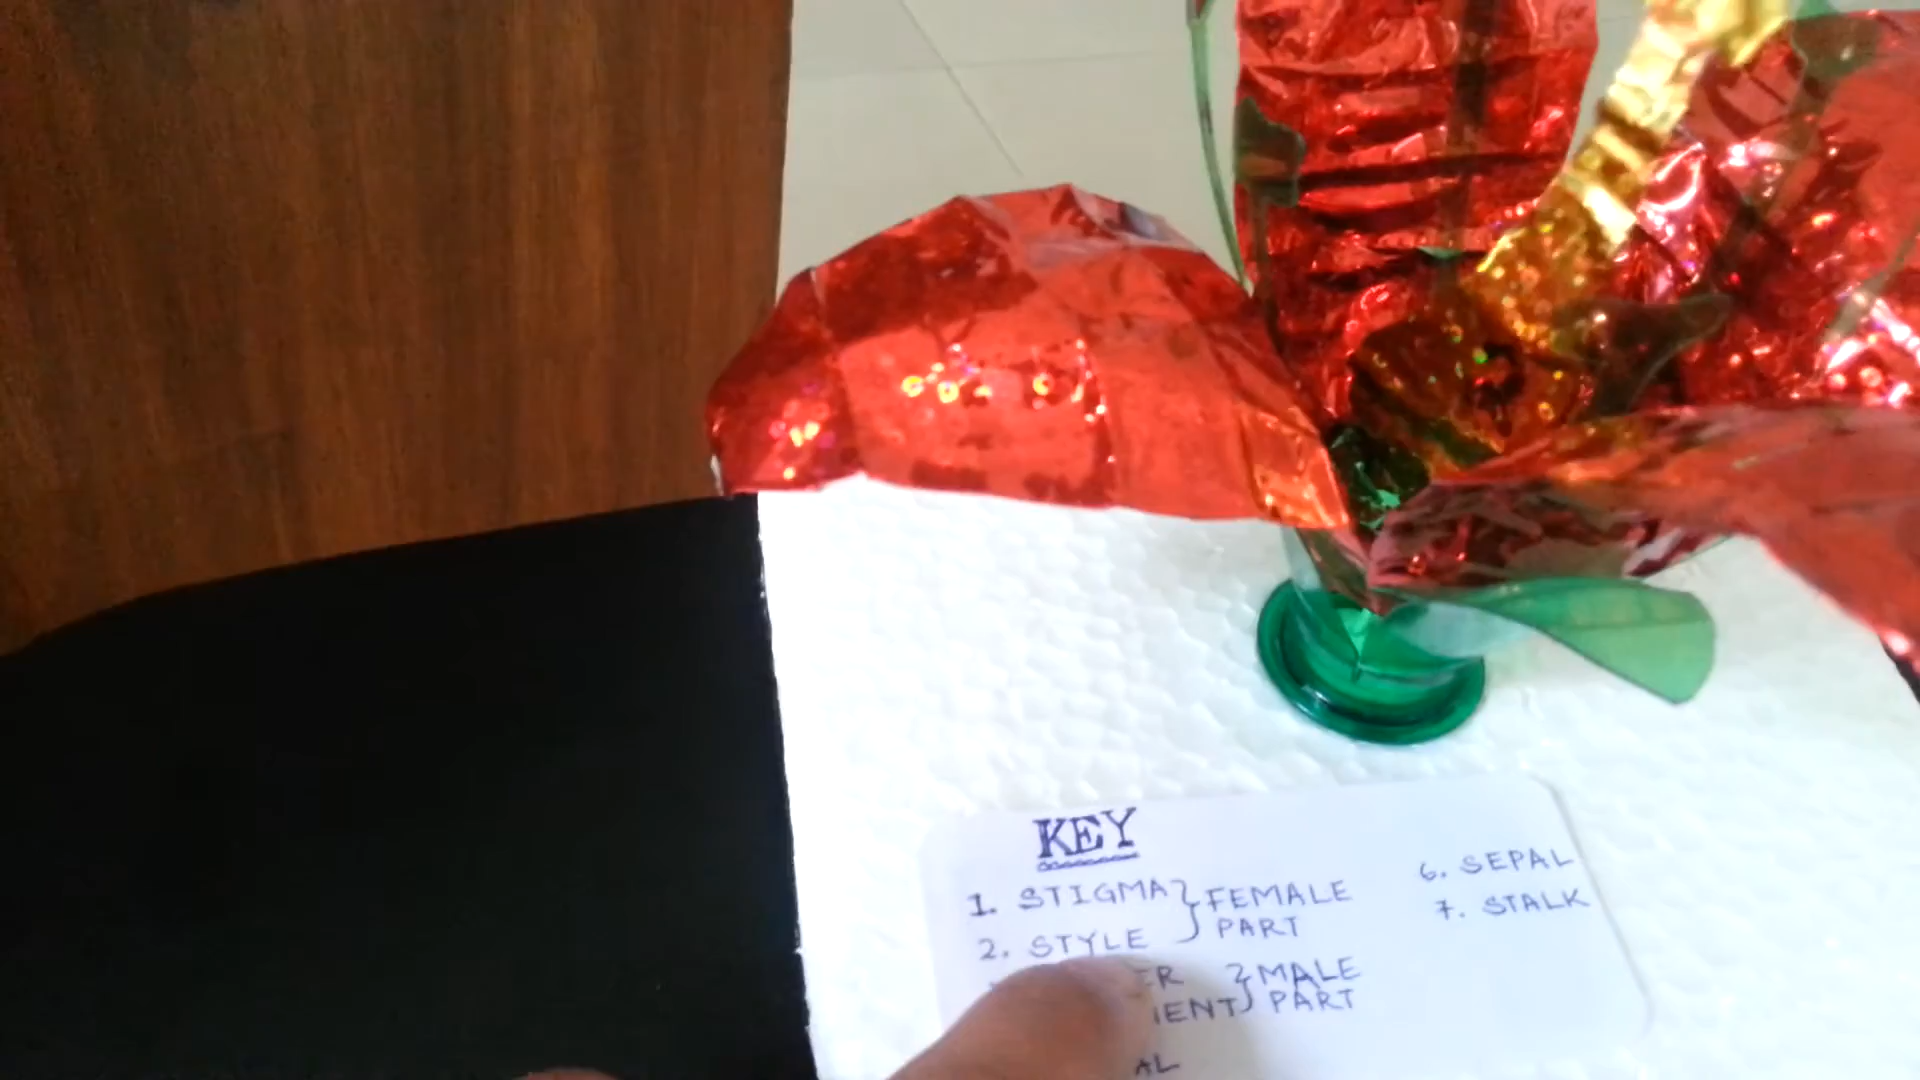 KEY
1. STIGMA } FEMALE
2. STYLE } PART
} MALE
} PART
6. SEPAL
7. STALK